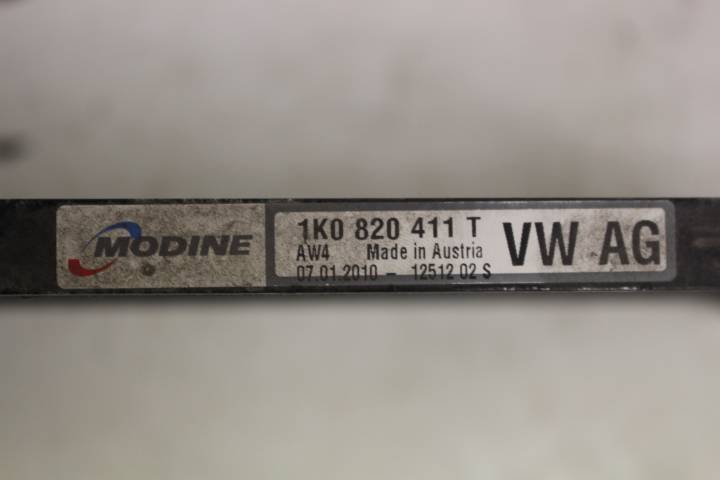 MODINE
1K0 820 411 T
AW4 Made in Austria
07.01.2010 - 12512 02 S
VW AG